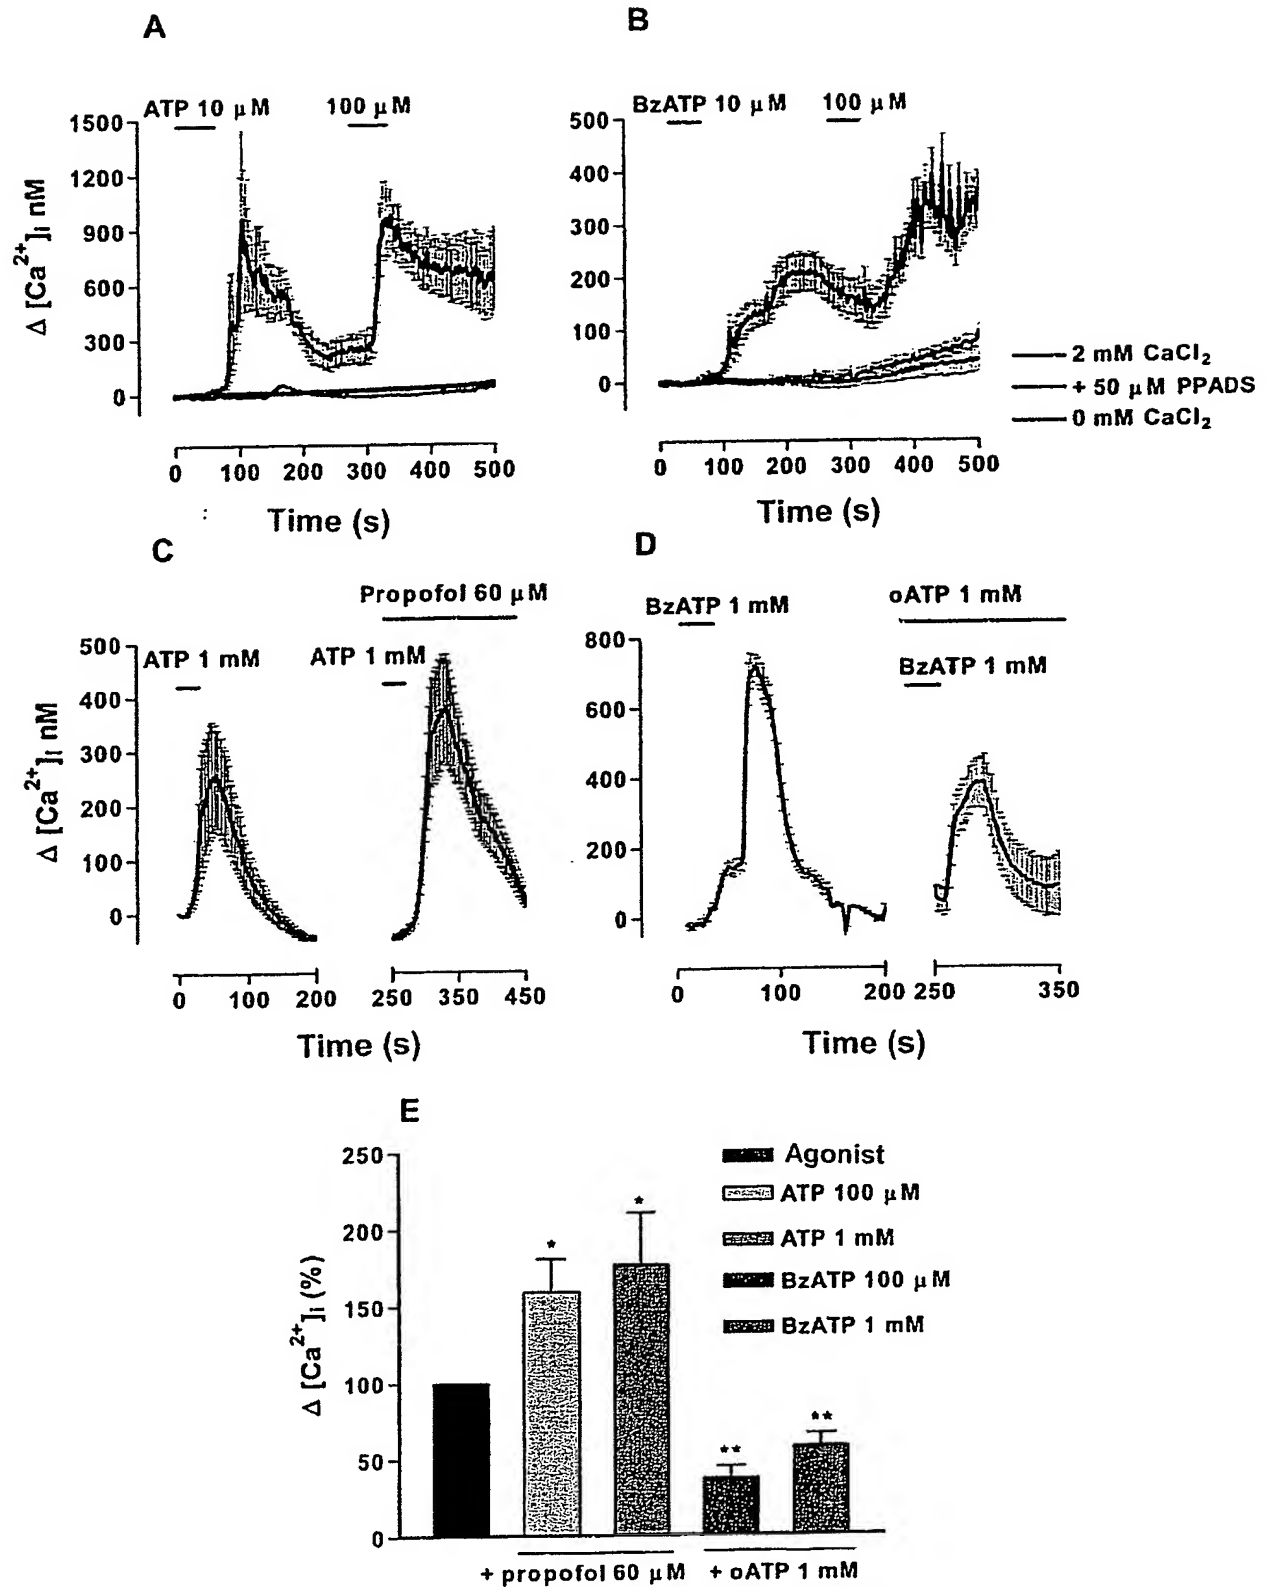 A
ATP 10 μM 100 μM
1500
1200
900
600
300
0
Δ [Ca²⁺]i nM
0 100 200 300 400 500
Time (s)
B
BzATP 10 μM 100 μM
500
400
300
200
100
0
0 100 200 300 400 500
Time (s)
2 mM CaCl₂
+ 50 μM PPADS
0 mM CaCl₂
C
Propofol 60 μM
ATP 1 mM ATP 1 mM
500
400
300
200
100
0
Δ [Ca²⁺]i nM
0 100 200 250 350 450
Time (s)
D
BzATP 1 mM oATP 1 mM
BzATP 1 mM
800
600
400
200
0
0 100 200 250 350
Time (s)
E
250
200
150
100
50
0
Δ [Ca²⁺]i (%)
* * ** **
Agonist
ATP 100 μM
ATP 1 mM
BzATP 100 μM
BzATP 1 mM
+ propofol 60 μM + oATP 1 mM